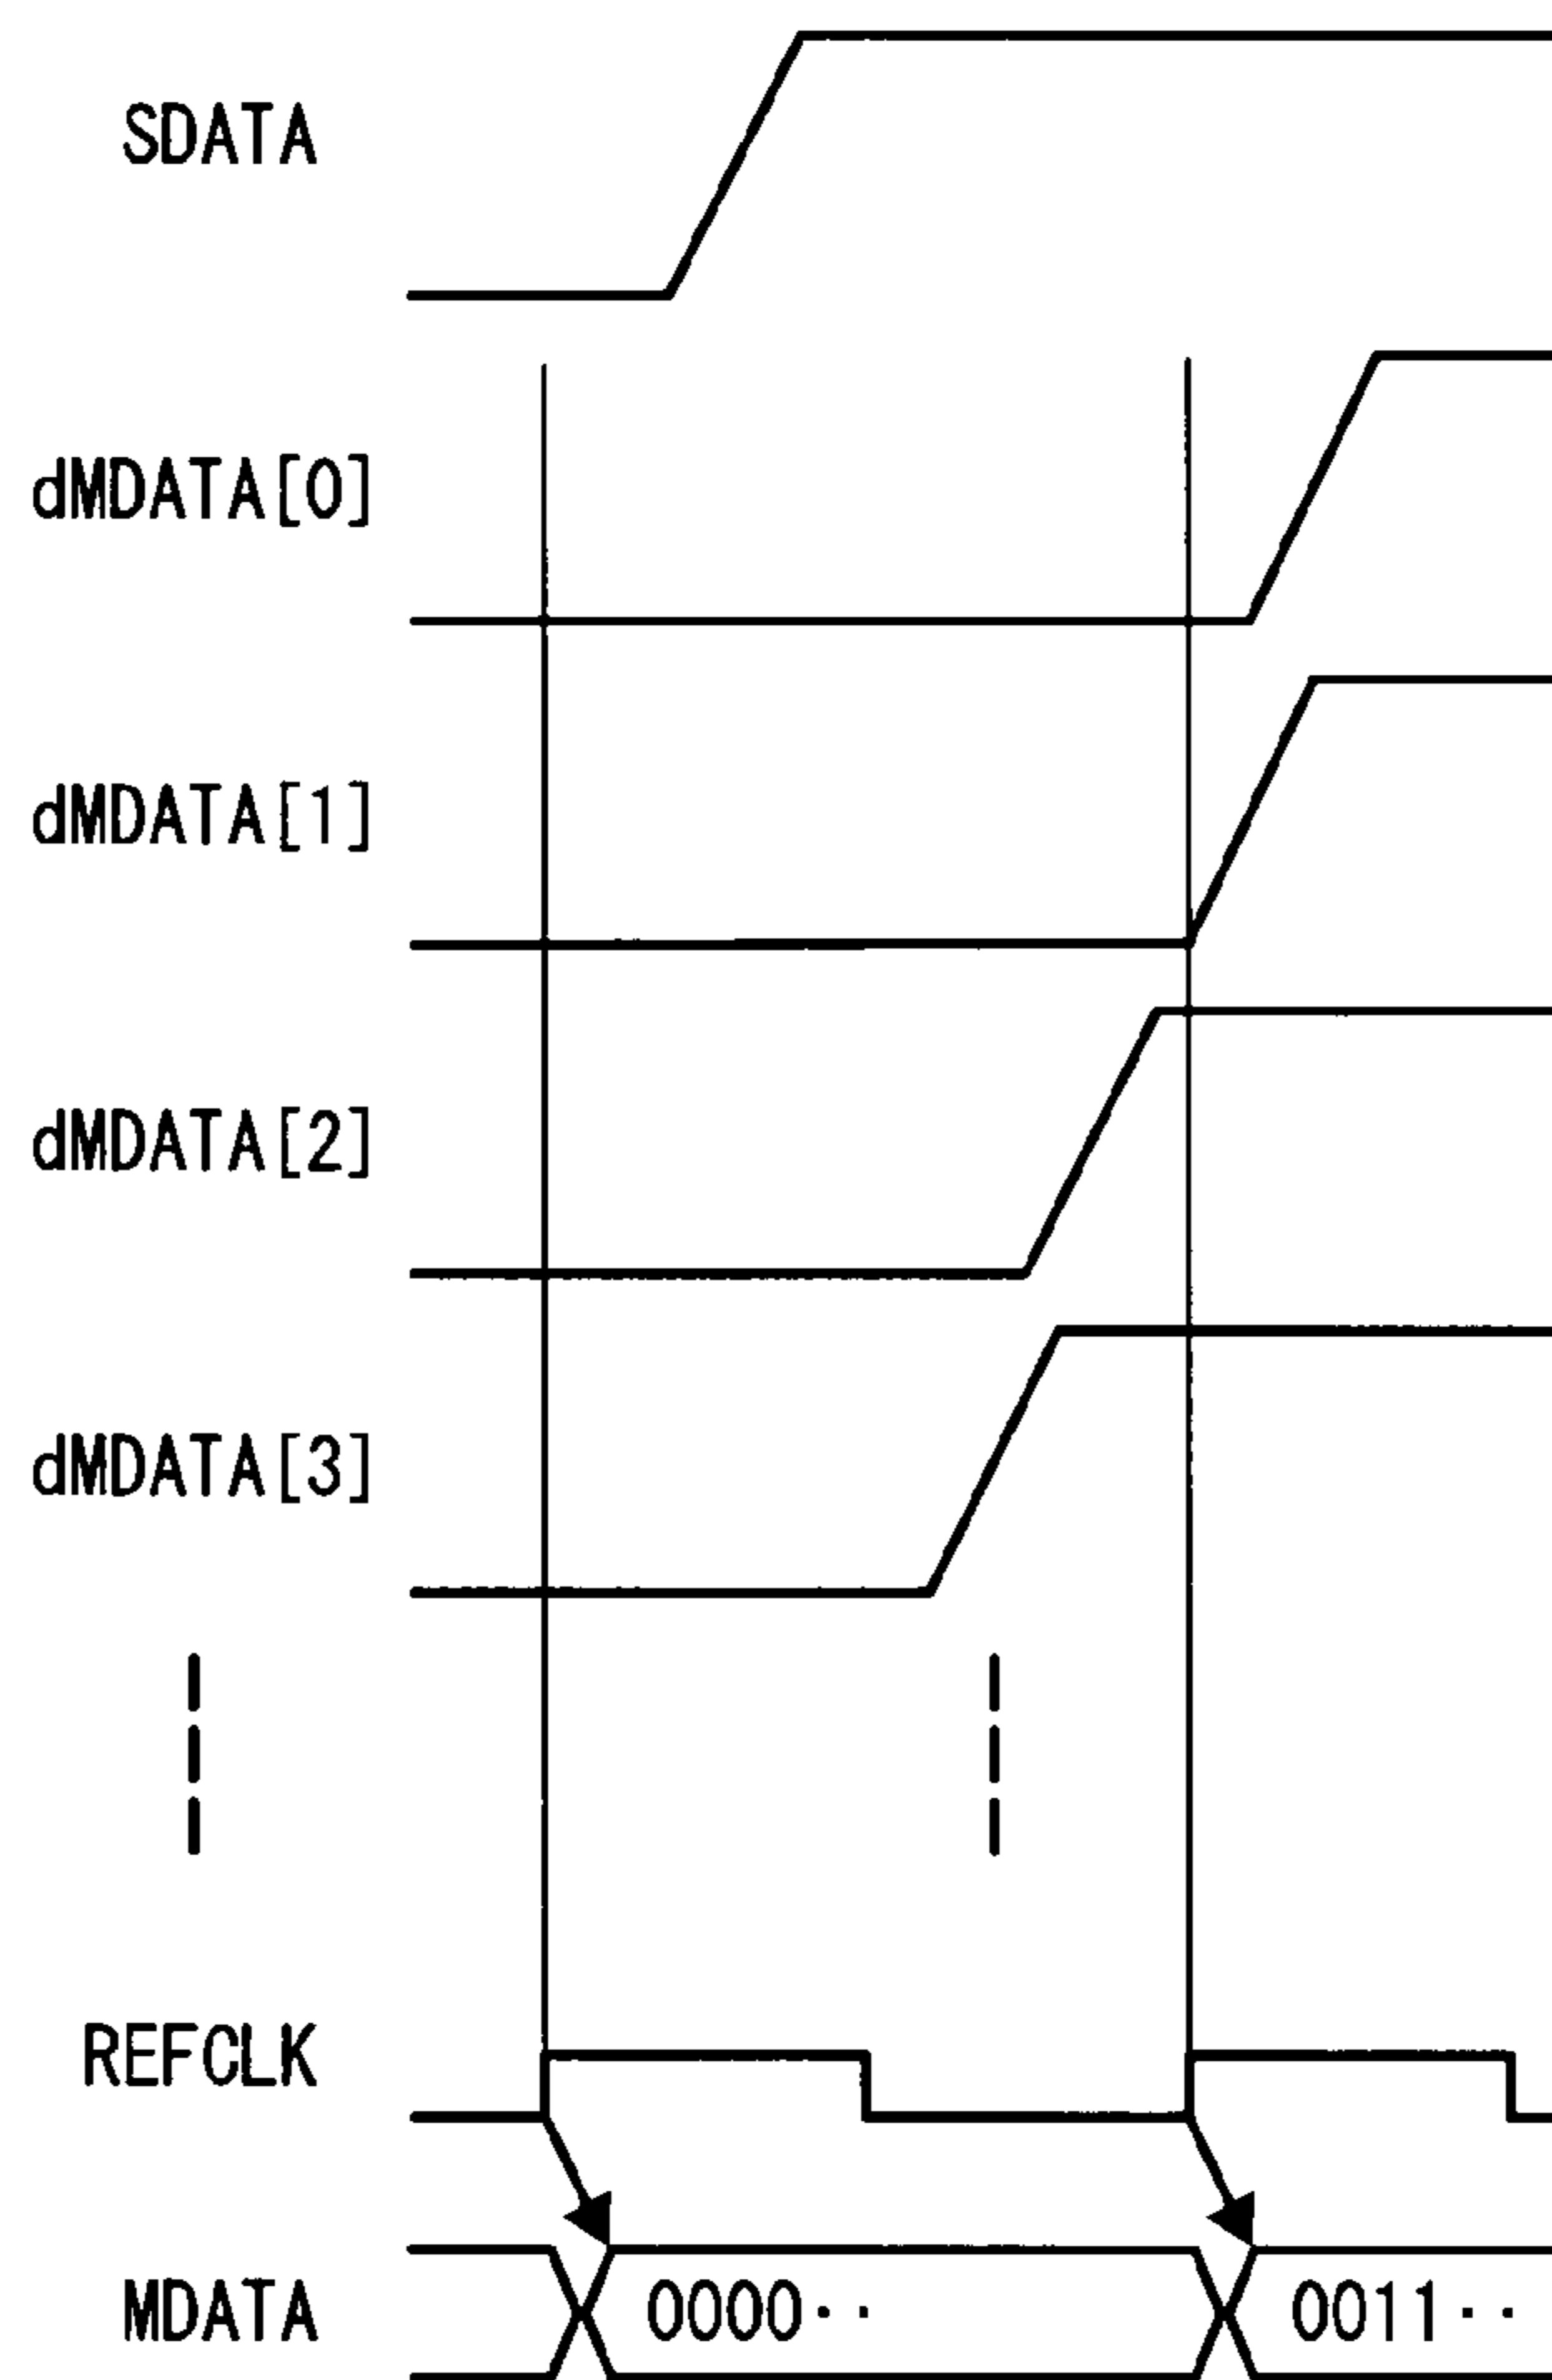 SDATA
dMDATA[0]
dMDATA[1]
dMDATA[2]
dMDATA[3]
REFCLK
MDATA 0000·· 0011··